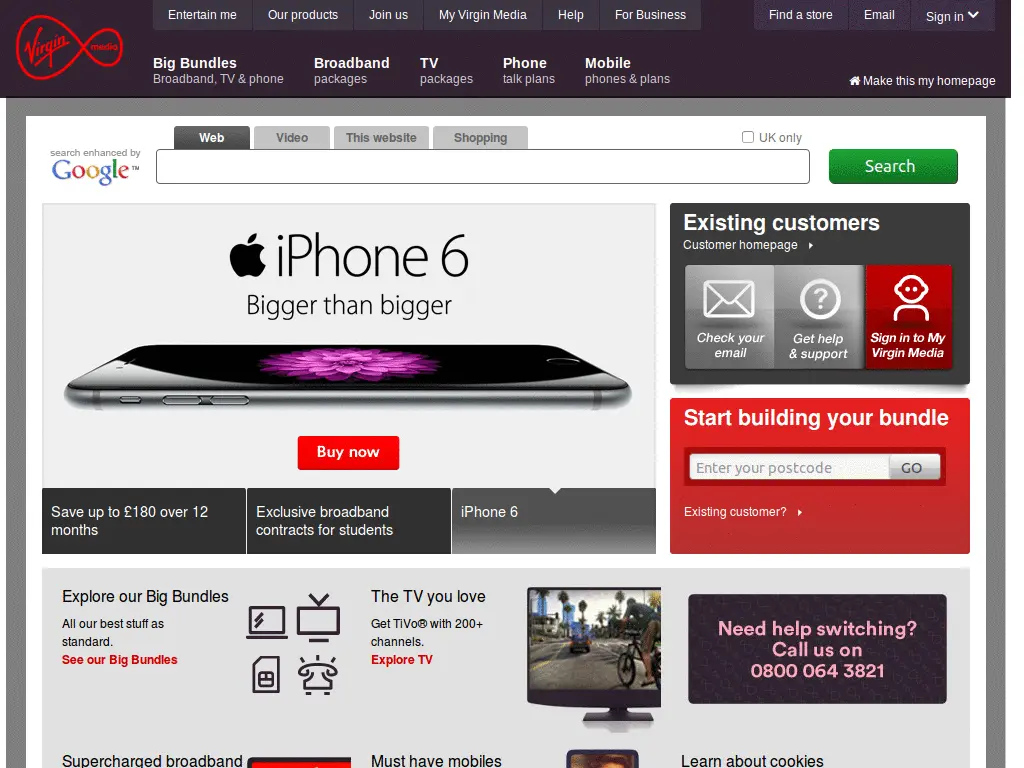 Entertain me
Our products
Join us
My Virgin Media
Help
For Business
Find a store
Email
Sign in
Virgin media
Big Bundles
Broadband, TV & phone
Broadband
packages
TV
packages
Phone
talk plans
Mobile
phones & plans
Make this my homepage
Web
Video
This website
Shopping
UK only
search enhanced by
Google™
Search
iPhone 6
Bigger than bigger
Buy now
Save up to £180 over 12
months
Exclusive broadband
contracts for students
iPhone 6
Existing customers
Customer homepage
Check your
email
Get help
& support
Sign in to My
Virgin Media
Start building your bundle
Enter your postcode
GO
Existing customer?
Explore our Big Bundles
All our best stuff as
standard.
See our Big Bundles
The TV you love
Get TiVo® with 200+
channels.
Explore TV
Need help switching?
Call us on
0800 064 3821
Supercharged broadband
Must have mobiles
Learn about cookies